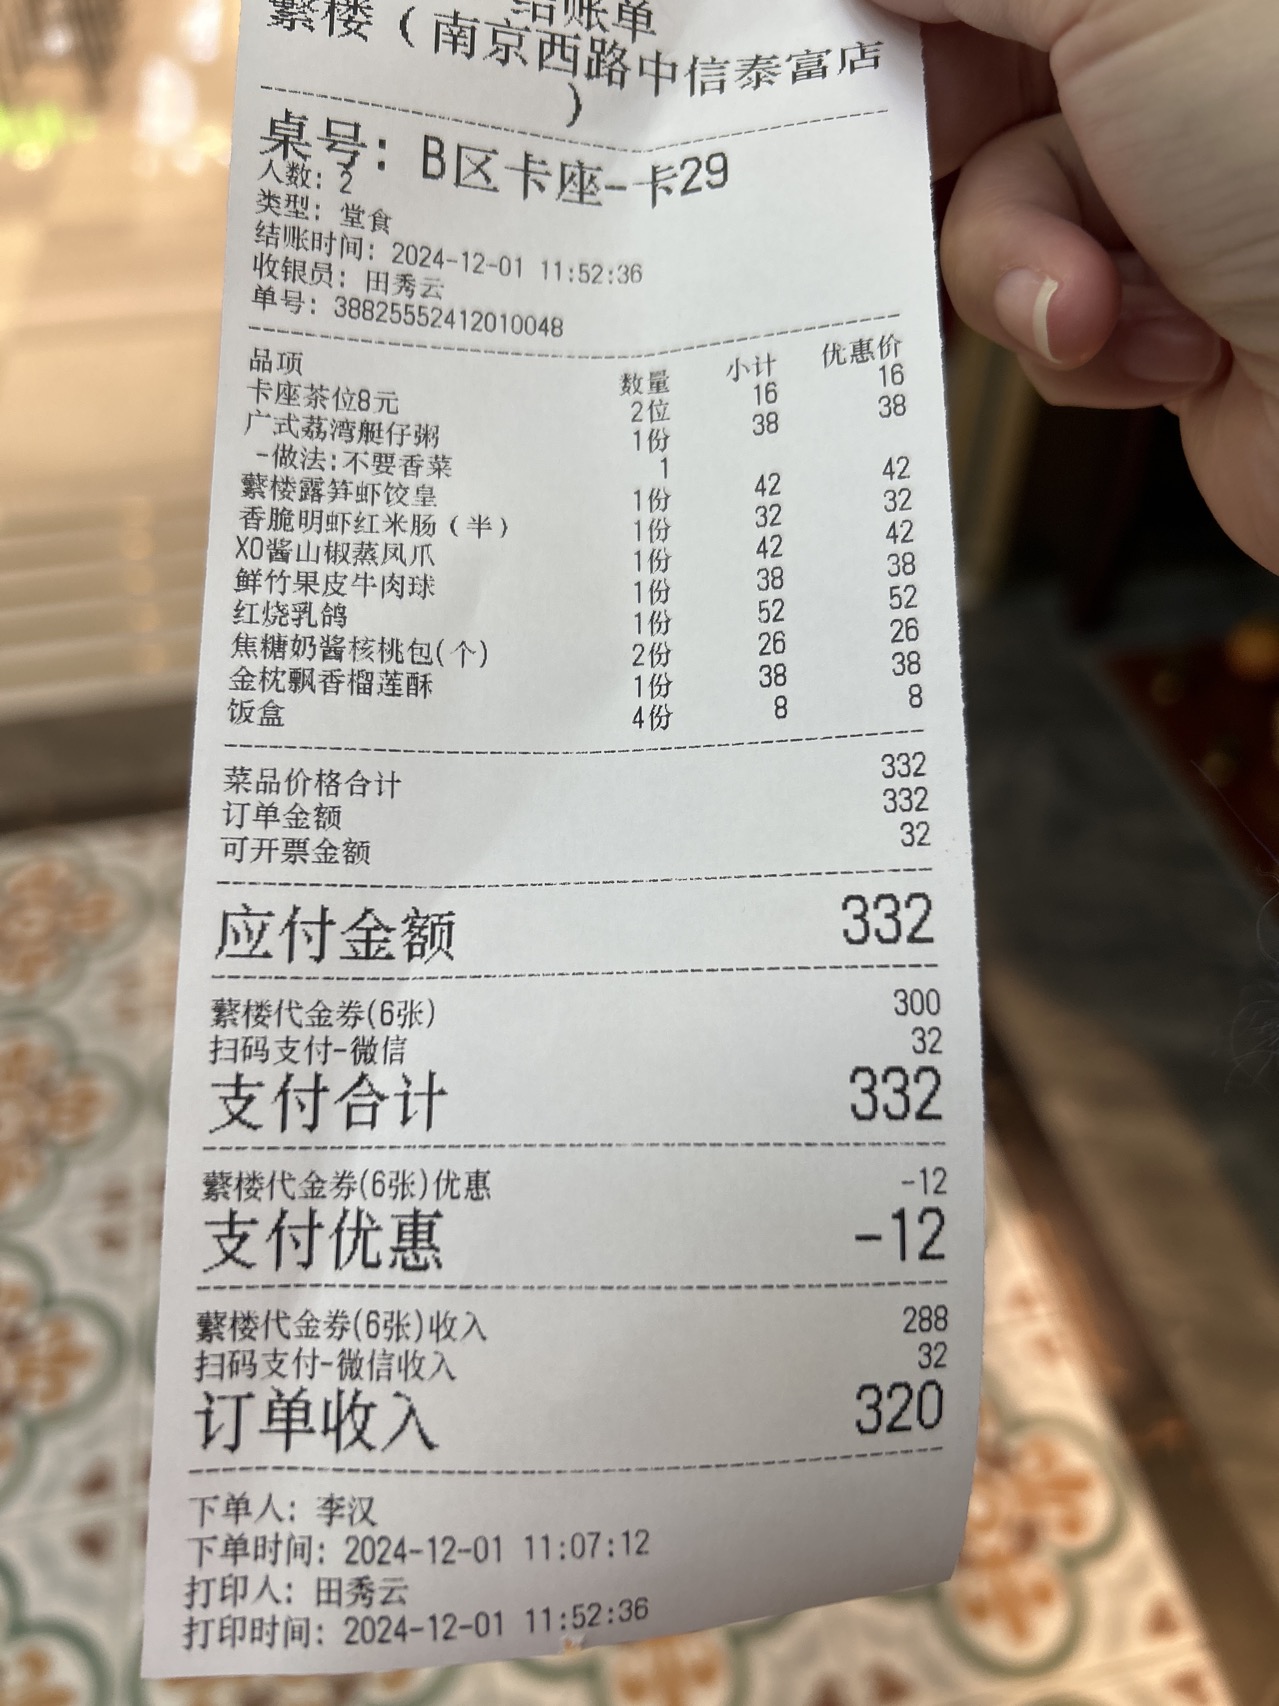 结账单
蘩楼（南京西路中信泰富店
）
桌号：B区卡座-卡29
人数：2
类型：堂食
结账时间：2024-12-01 11:52:36
收银员：田秀云
单号：38825552412010048
品项 数量 小计 优惠价
卡座茶位8元 2位 16 16
广式荔湾艇仔粥 1份 38 38
-做法:不要香菜 1
蘩楼露笋虾饺皇 1份 42 42
香脆明虾红米肠（半） 1份 32 32
XO酱山椒蒸凤爪 1份 42 42
鲜竹果皮牛肉球 1份 38 38
红烧乳鸽 1份 52 52
焦糖奶酱核桃包(个) 2份 26 26
金枕飘香榴莲酥 1份 38 38
饭盒 4份 8 8
菜品价格合计 332
订单金额 332
可开票金额 32
应付金额 332
蘩楼代金券(6张) 300
扫码支付-微信 32
支付合计 332
蘩楼代金券(6张)优惠 -12
支付优惠 -12
蘩楼代金券(6张)收入 288
扫码支付-微信收入 32
订单收入 320
下单人：李汉
下单时间：2024-12-01 11:07:12
打印人：田秀云
打印时间：2024-12-01 11:52:36